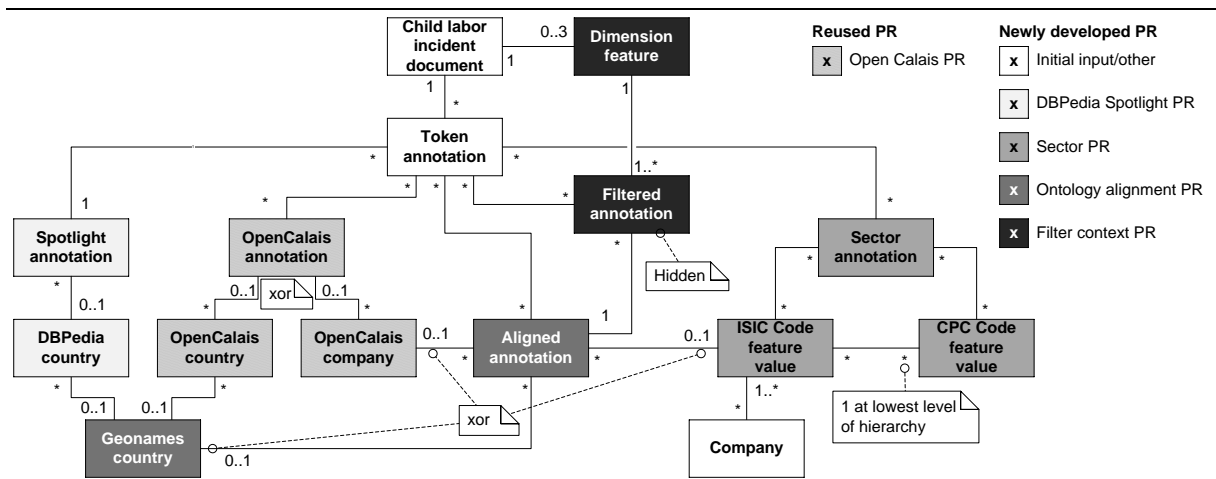 Child labor
incident
document
0..3
1
Dimension
feature
Reused PR
x Open Calais PR
Newly developed PR
x Initial input/other
x DBPedia Spotlight PR
x Sector PR
x Ontology alignment PR
x Filter context PR
1
*
1
1..*
Token
annotation
*
*
*
*
*
*
*
Filtered
annotation
*
Hidden
1
Spotlight
annotation
*
0..1
*
OpenCalais
annotation
0..1
xor
0..1
*
*
*
Sector
annotation
*
*
*
*
DBPedia
country
*
0..1
OpenCalais
country
*
0..1
OpenCalais
company
0..1
*
*
Aligned
annotation
1
*
*
0..1
ISIC Code
feature
value
*
*
CPC Code
feature
value
1..*
*
xor
1 at lowest level
of hierarchy
Geonames
country
0..1
Company